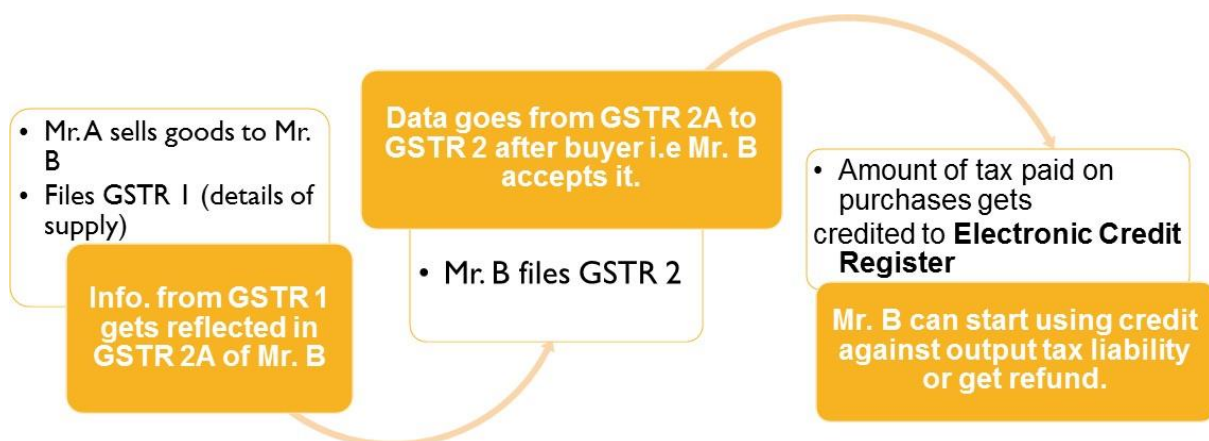 • Mr. A sells goods to Mr.
B
• Files GSTR 1 (details of
supply)
Info. from GSTR 1
gets reflected in
GSTR 2A of Mr. B
Data goes from GSTR 2A to
GSTR 2 after buyer i.e Mr. B
accepts it.
• Mr. B files GSTR 2
• Amount of tax paid on
purchases gets
credited to Electronic Credit
Register
Mr. B can start using credit
against output tax liability
or get refund.